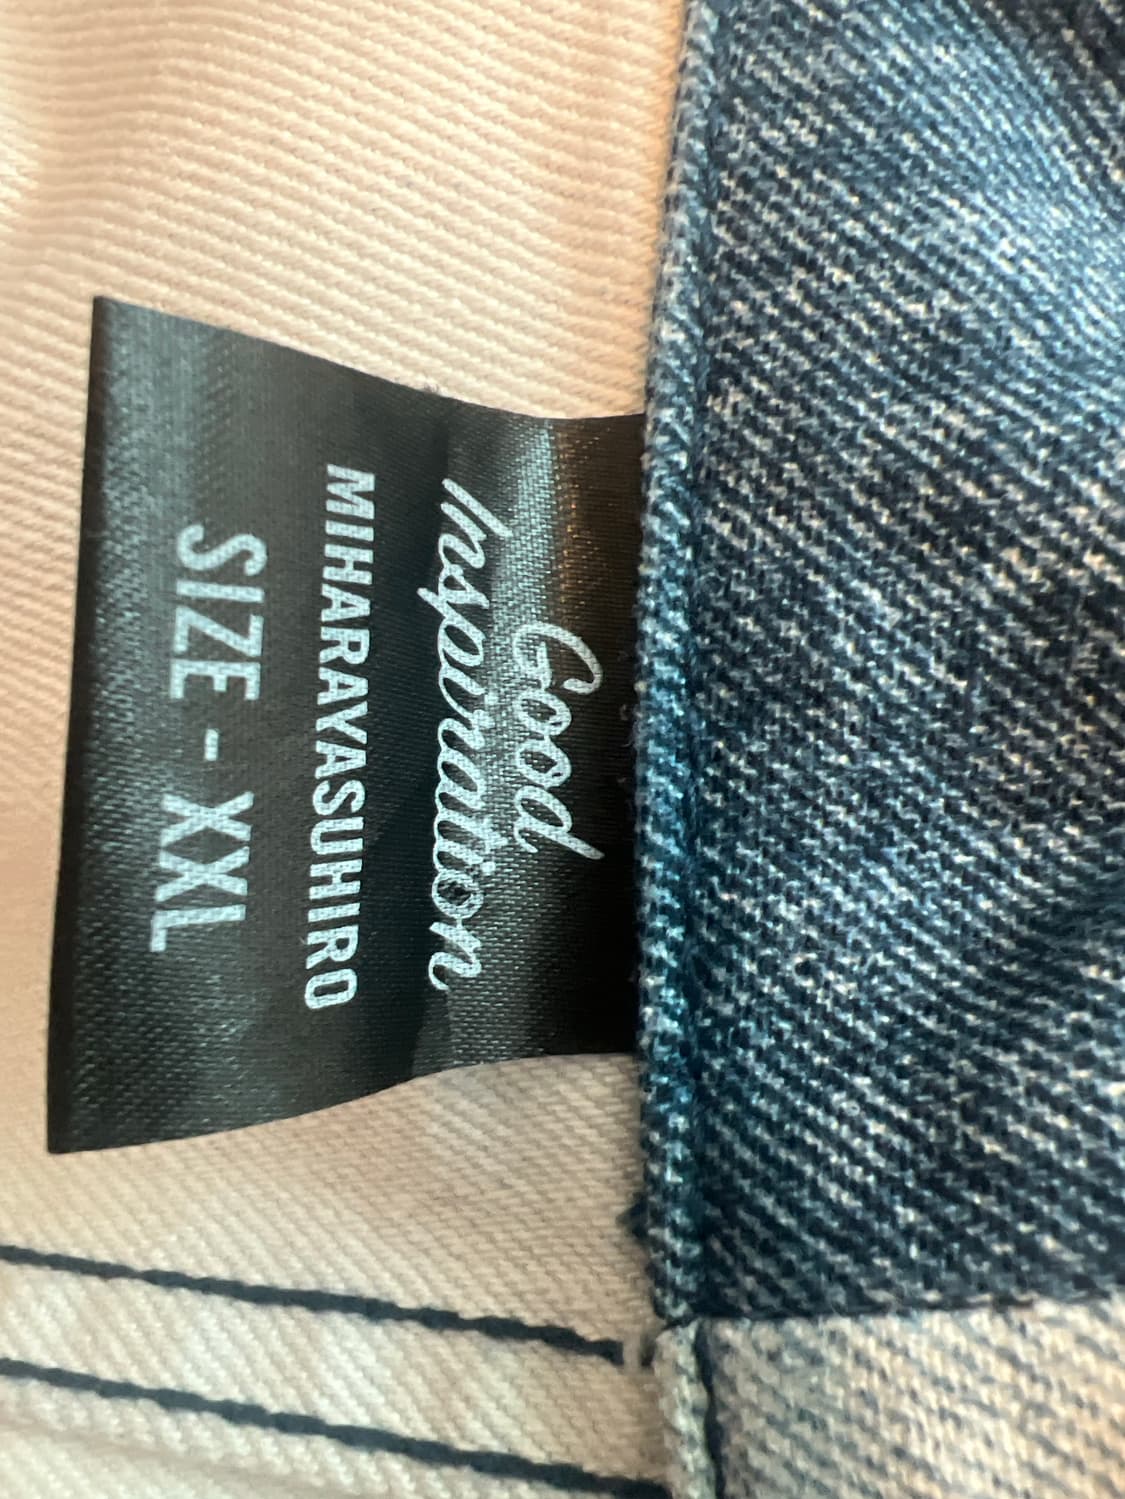 Good
Inspiration
MIHARAYASUHIRO
SIZE - XXL